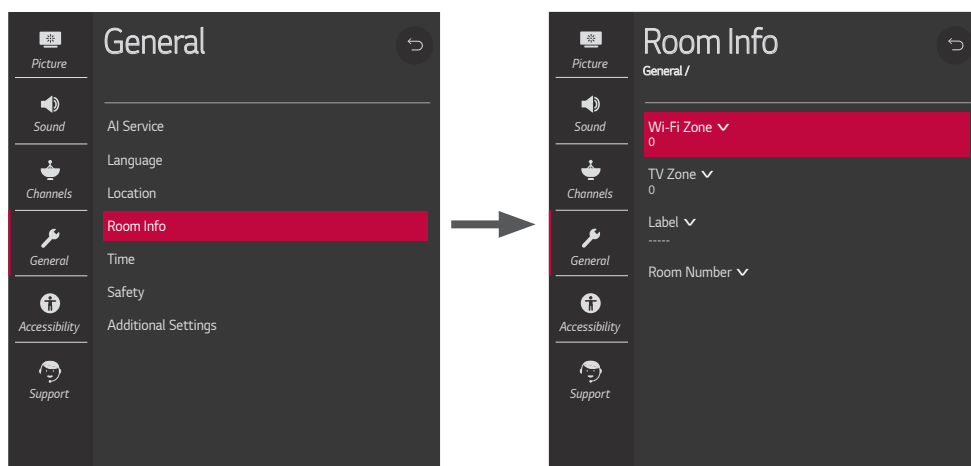 Picture
Sound
Channels
General
Accessibility
Support
General
AI Service
Language
Location
Room Info
Time
Safety
Additional Settings
Picture
Sound
Channels
General
Accessibility
Support
Room Info
General /
Wi-Fi Zone
0
TV Zone
0
Label
-----
Room Number